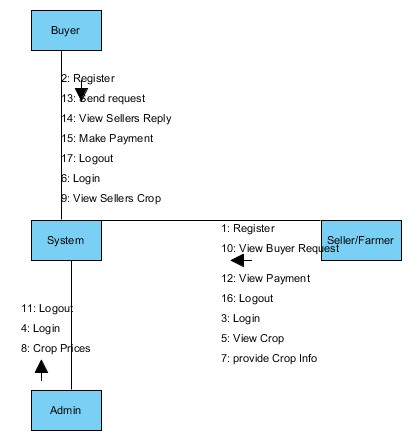 Buyer
2: Register
13: Send request
14: View Sellers Reply
15: Make Payment
17: Logout
6: Login
9: View Sellers Crop
System
Seller/Farmer
1: Register
10: View Buyer Request
12: View Payment
16: Logout
3: Login
5: View Crop
7: provide Crop Info
11: Logout
4: Login
8: Crop Prices
Admin